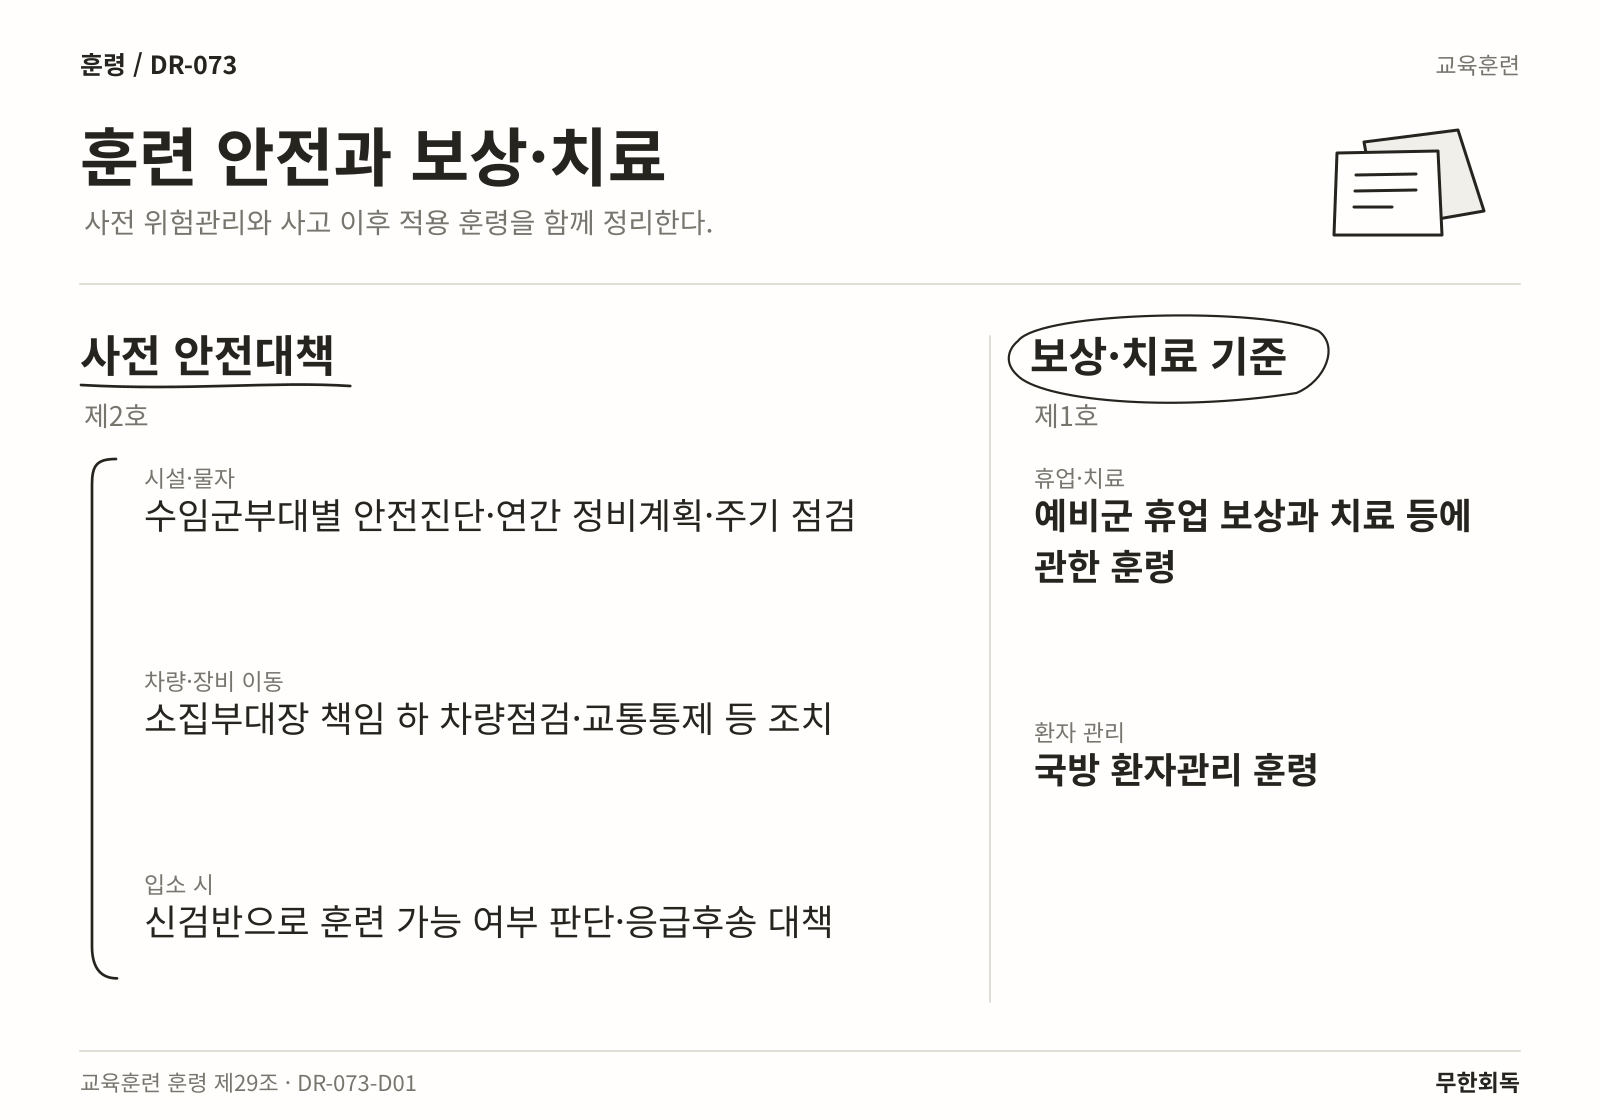 훈령 / DR-073
교육훈련
훈련 안전과 보상·치료
사전 위험관리와 사고 이후 적용 훈령을 함께 정리한다.
사전 안전대책
제2호
시설·물자
수임군부대별 안전진단·연간 정비계획·주기 점검
차량·장비 이동
소집부대장 책임 하 차량점검·교통통제 등 조치
입소 시
신검반으로 훈련 가능 여부 판단·응급후송 대책
보상·치료 기준
제1호
휴업·치료
예비군 휴업 보상과 치료 등에
관한 훈령
환자 관리
국방 환자관리 훈령
교육훈련 훈령 제29조 · DR-073-D01
무한회독